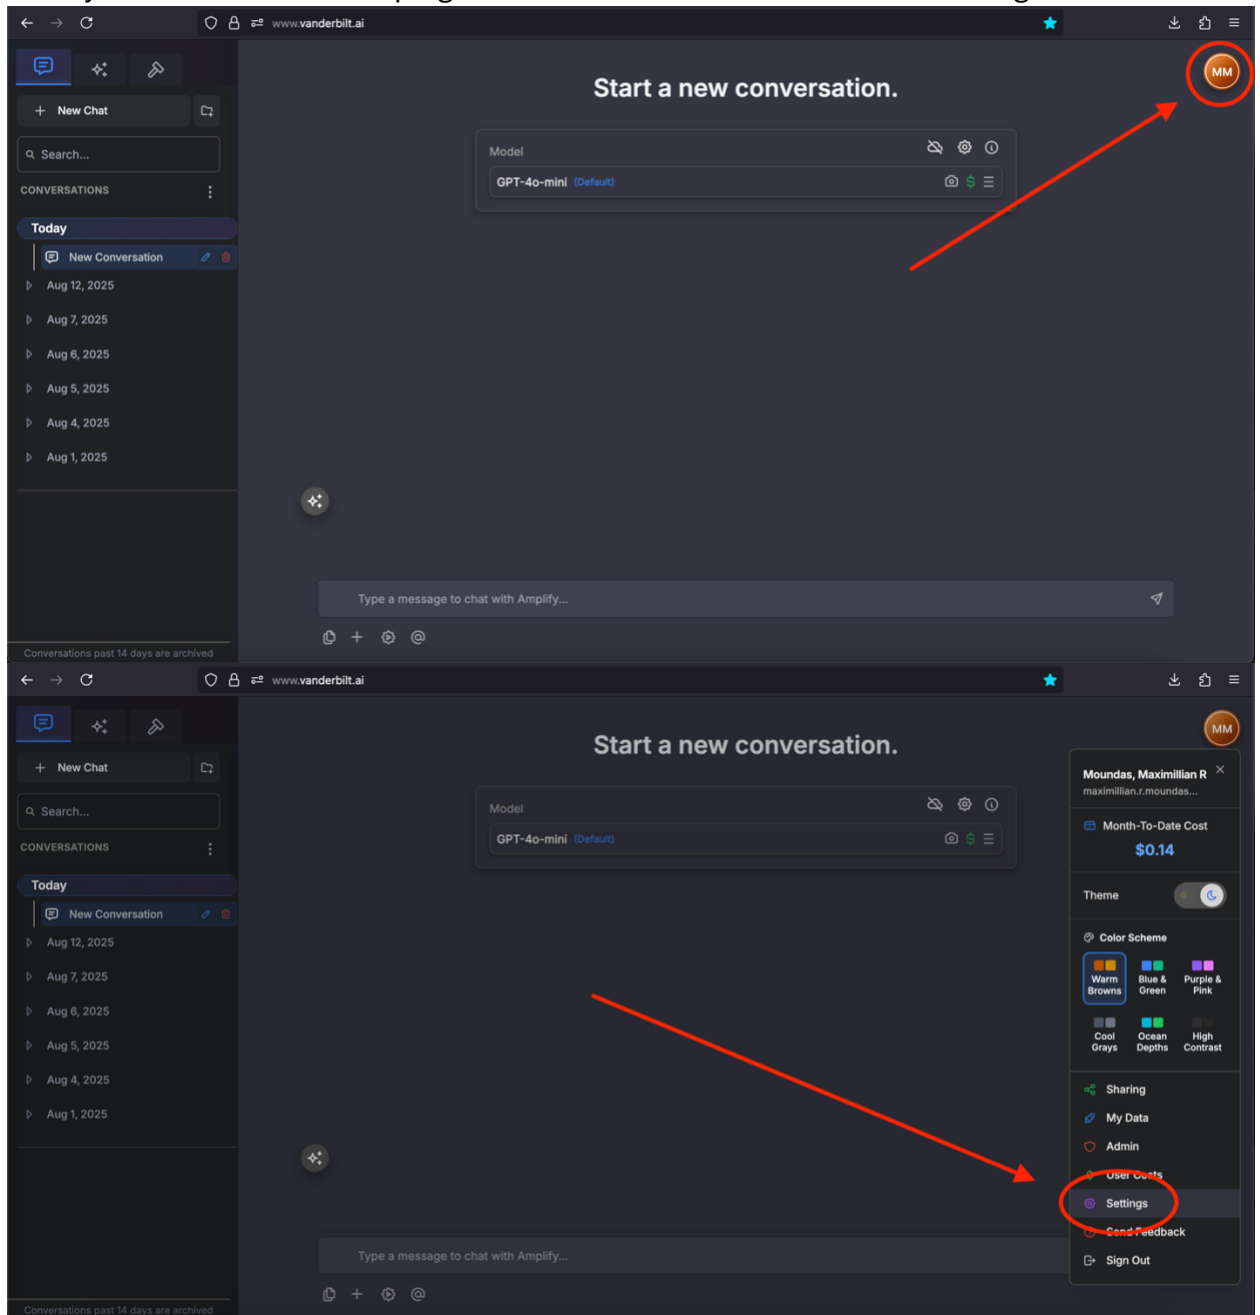 www.vanderbilt.ai
MM
Start a new conversation.
+ New Chat
Search...
Model
GPT-4o-mini (Default)
CONVERSATIONS
Today
New Conversation
Aug 12, 2025
Aug 7, 2025
Aug 6, 2025
Aug 5, 2025
Aug 4, 2025
Aug 1, 2025
Type a message to chat with Amplify...
Conversations past 14 days are archived
www.vanderbilt.ai
MM
Start a new conversation.
+ New Chat
Search...
Model
GPT-4o-mini (Default)
CONVERSATIONS
Today
New Conversation
Aug 12, 2025
Aug 7, 2025
Aug 6, 2025
Aug 5, 2025
Aug 4, 2025
Aug 1, 2025
Type a message to chat with Amplify...
Conversations past 14 days are archived
Moundas, Maximillian R
maximillian.r.moundas...
Month-To-Date Cost
$0.14
Theme
Color Scheme
Warm Browns
Blue & Green
Purple & Pink
Cool Grays
Ocean Depths
High Contrast
Sharing
My Data
Admin
User Costs
Settings
Send Feedback
Sign Out